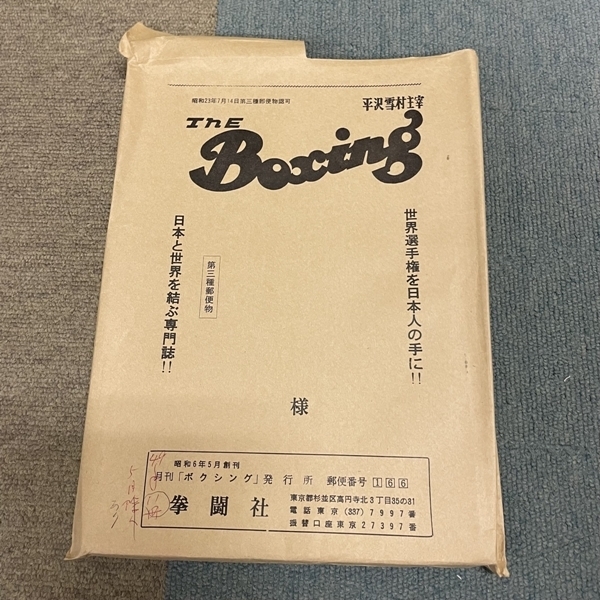 昭和23年7月14日第三種郵便物認可
平沢雪村主宰
The
Boxing
世界選手権を日本人の手に!!
第三種郵便物
日本と世界を結ぶ専門誌!!
様
昭和6年5月創刊
月刊「ボクシング」発行所 郵便番号 166
拳闘社
東京都杉並区高円寺北3丁目35の31
電話 東京 (337) 7997番
振替口座東京27397番